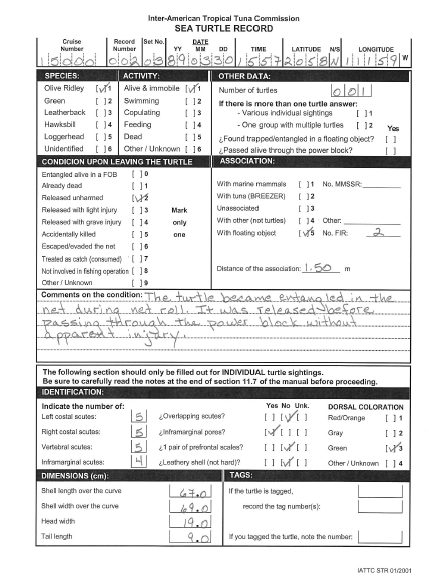 Inter-American Tropical Tuna Commission
SEA TURTLE RECORD
Cruise Number Record Number Set No. DATE YY MM DD TIME LATITUDE N/S LONGITUDE
15000 002 03 89 03 30 1557 2058 N 11159 W
SPECIES: ACTIVITY: OTHER DATA:
Olive Ridley [✓] 1 Alive & immobile [✓] 1 Number of turtles 001
Green [ ] 2 Swimming [ ] 2 If there is more than one turtle answer:
Leatherback [ ] 3 Copulating [ ] 3 - Various individual sightings [ ] 1
Hawksbill [ ] 4 Feeding [ ] 4 - One group with multiple turtles [ ] 2 Yes
Loggerhead [ ] 5 Dead [ ] 5 ¿Found trapped/entangled in a floating object? [ ]
Unidentified [ ] 6 Other / Unknown [ ] 6 ¿Passed alive through the power block? [ ]
CONDICION UPON LEAVING THE TURTLE ASSOCIATION:
Entangled alive in a FOB [ ] 0
Already dead [ ] 1 With marine mammals [ ] 1 No. MMSSR:
Released unharmed [✓] 2 With tuna (BREEZER) [ ] 2
Released with light injury [ ] 3 Mark Unassociated [ ] 3
Released with grave injury [ ] 4 only With other (not turtles) [ ] 4 Other:
Accidentally killed [ ] 5 one With floating object [✓] 5 No. FIR: 2
Escaped/evaded the net [ ] 6
Treated as catch (consumed) [ ] 7
Not involved in fishing operation [ ] 8 Distance of the association: 1.50 m
Other / Unknown [ ] 9
Comments on the condition: The turtle became entangled in the
net during net roll. It was released before
passing through the power block without
apparent injury.
The following section should only be filled out for INDIVIDUAL turtle sightings.
Be sure to carefully read the notes at the end of section 11.7 of the manual before proceeding.
IDENTIFICATION:
Indicate the number of: Yes No Unk. DORSAL COLORATION
Left costal scutes: 5 ¿Overlapping scutes? [ ] [✓] [ ] Red/Orange [ ] 1
Right costal scutes: 5 ¿Inframarginal pores? [✓] [ ] [ ] Gray [ ] 2
Vertebral scutes: 5 ¿1 pair of prefrontal scales? [ ] [✓] [ ] Green [✓] 3
Inframarginal scutes: 4 ¿Leathery shell (not hard)? [ ] [✓] [ ] Other / Unknown [ ] 4
DIMENSIONS (cm): TAGS:
Shell length over the curve 67.0 If the turtle is tagged,
Shell width over the curve 69.0 record the tag number(s):
Head width 19.0
Tail length 9.0 If you tagged the turtle, note the number:
IATTC STR 01/2001